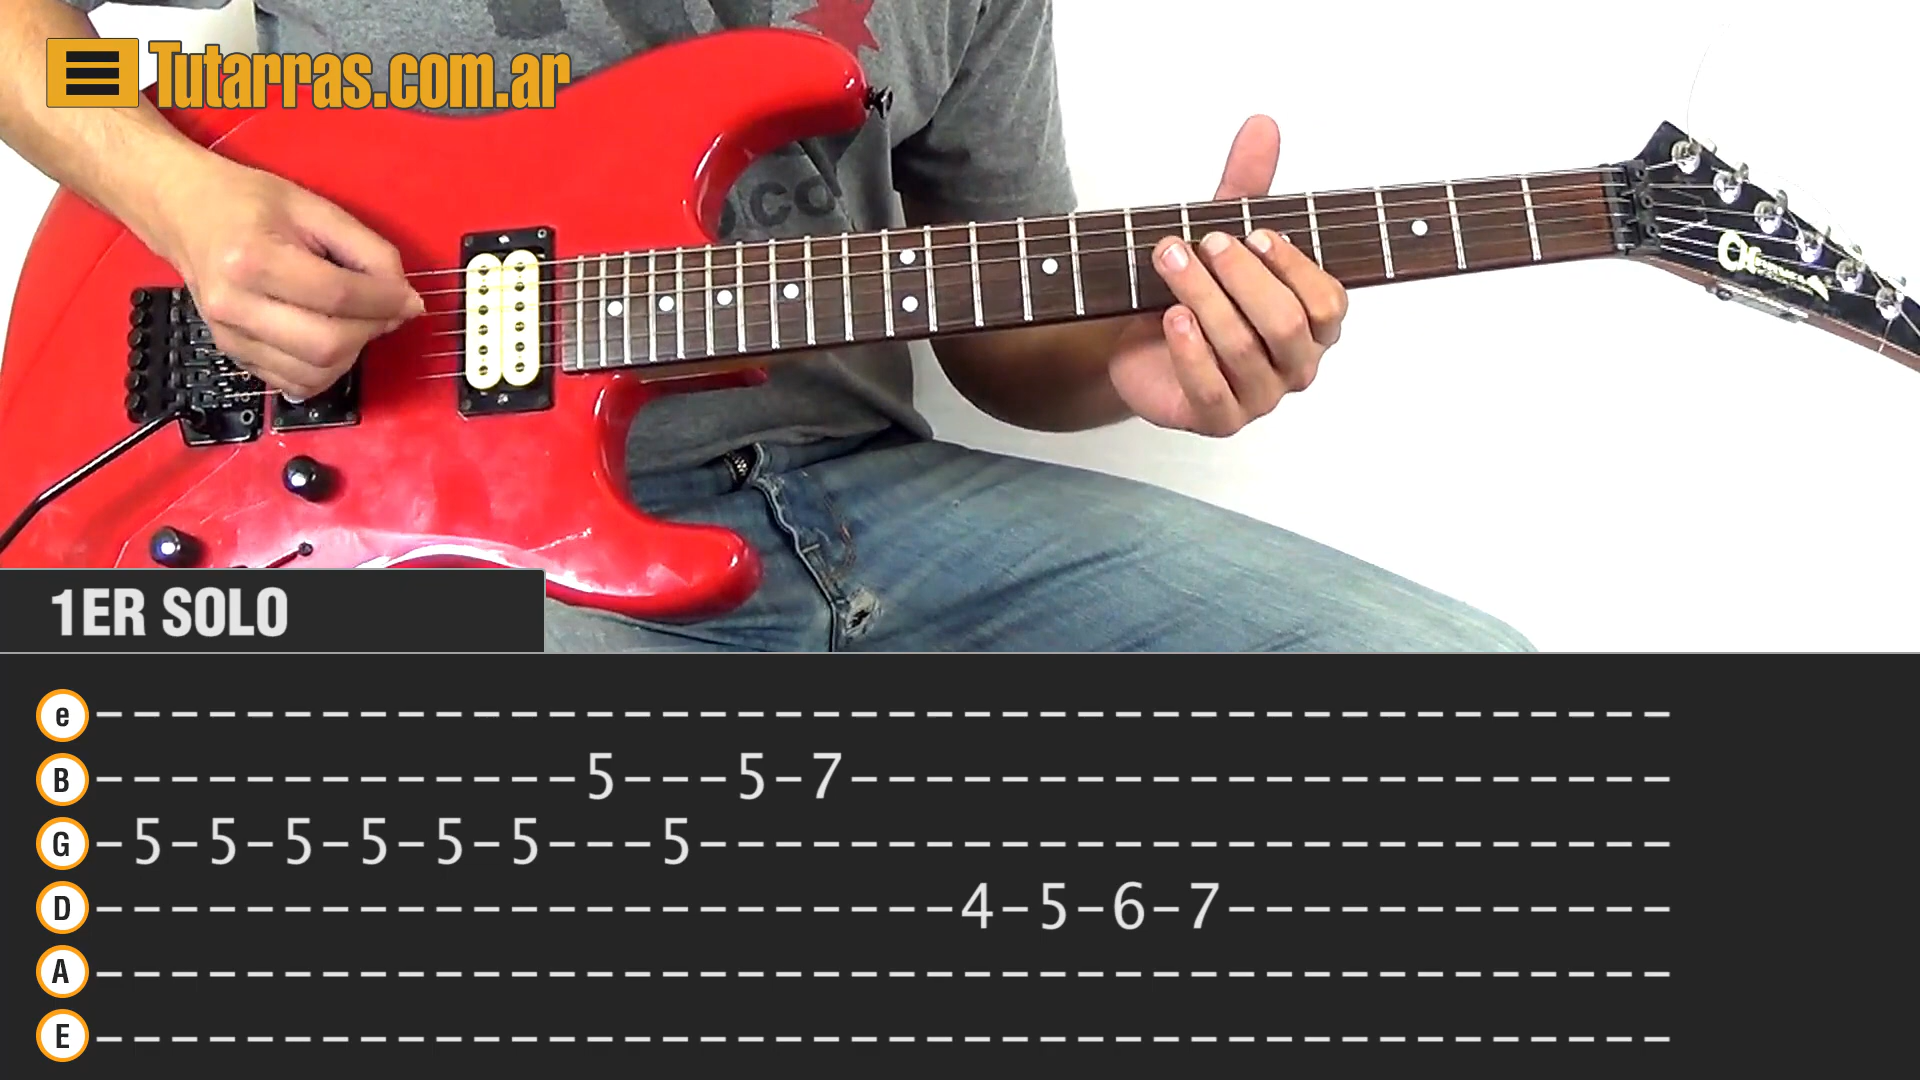 Tutarras.com.ar
CO
1ER SOLO
e ------------------------------------------
B -------------5---5-7----------------------
G -5-5-5-5-5-5---5--------------------------
D -----------------------4-5-6-7------------
A ------------------------------------------
E ------------------------------------------